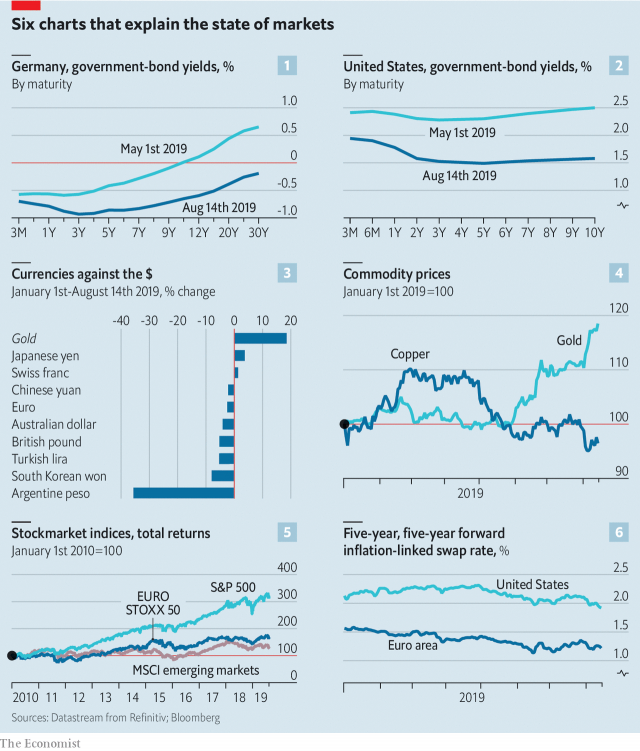 Six charts that explain the state of markets
Germany, government-bond yields, %
1
By maturity
1.0
0.5
0
-0.5
-1.0
May 1st 2019
Aug 14th 2019
3M 1Y 3Y 5Y 7Y 9Y 12Y 20Y 30Y
United States, government-bond yields, %
2
By maturity
2.5
2.0
1.5
1.0
May 1st 2019
Aug 14th 2019
3M 6M 1Y 2Y 3Y 4Y 5Y 6Y 7Y 8Y 9Y 10Y
Currencies against the $
3
January 1st-August 14th 2019, % change
-40 -20 0 10 20
-30 -10
Gold
Japanese yen
Swiss franc
Chinese yuan
Euro
Australian dollar
British pound
Turkish lira
South Korean won
Argentine peso
Commodity prices
4
January 1st 2019=100
120
110
100
90
Copper
Gold
2019
Stockmarket indices, total returns
5
January 1st 2010=100
400
300
200
100
0
S&P 500
EURO
STOXX 50
MSCI emerging markets
2010 11 12 13 14 15 16 17 18 19
Five-year, five-year forward
inflation-linked swap rate, %
6
2.5
2.0
1.5
1.0
United States
Euro area
2019
Sources: Datastream from Refinitiv; Bloomberg
The Economist